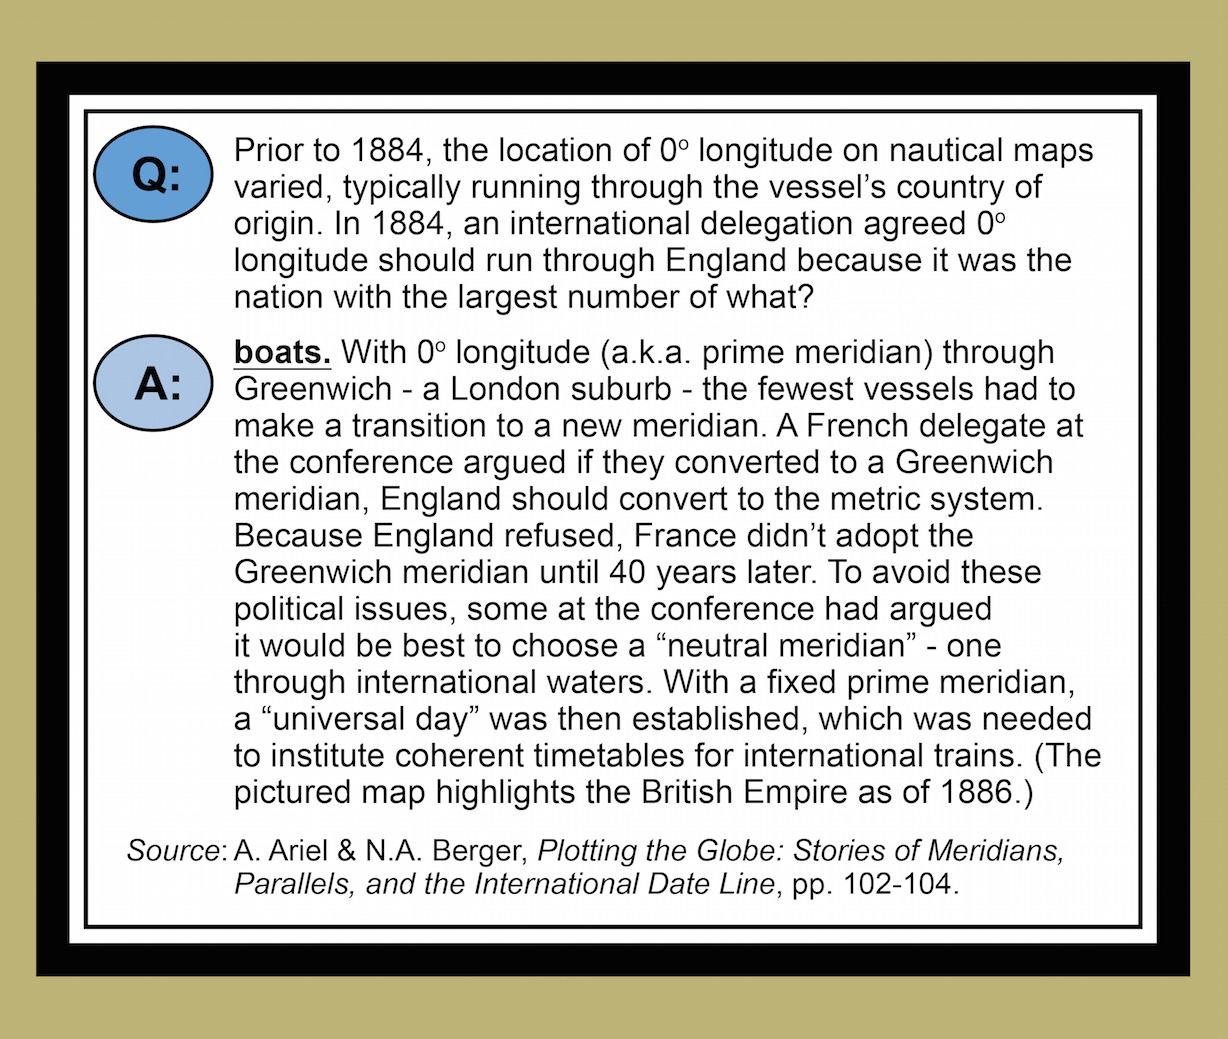 Q:
Prior to 1884, the location of 0º longitude on nautical maps
varied, typically running through the vessel’s country of
origin. In 1884, an international delegation agreed 0º
longitude should run through England because it was the
nation with the largest number of what?
A:
boats. With 0º longitude (a.k.a. prime meridian) through
Greenwich - a London suburb - the fewest vessels had to
make a transition to a new meridian. A French delegate at
the conference argued if they converted to a Greenwich
meridian, England should convert to the metric system.
Because England refused, France didn’t adopt the
Greenwich meridian until 40 years later. To avoid these
political issues, some at the conference had argued
it would be best to choose a “neutral meridian” - one
through international waters. With a fixed prime meridian,
a “universal day” was then established, which was needed
to institute coherent timetables for international trains. (The
pictured map highlights the British Empire as of 1886.)
Source: A. Ariel & N.A. Berger, Plotting the Globe: Stories of Meridians,
Parallels, and the International Date Line, pp. 102-104.